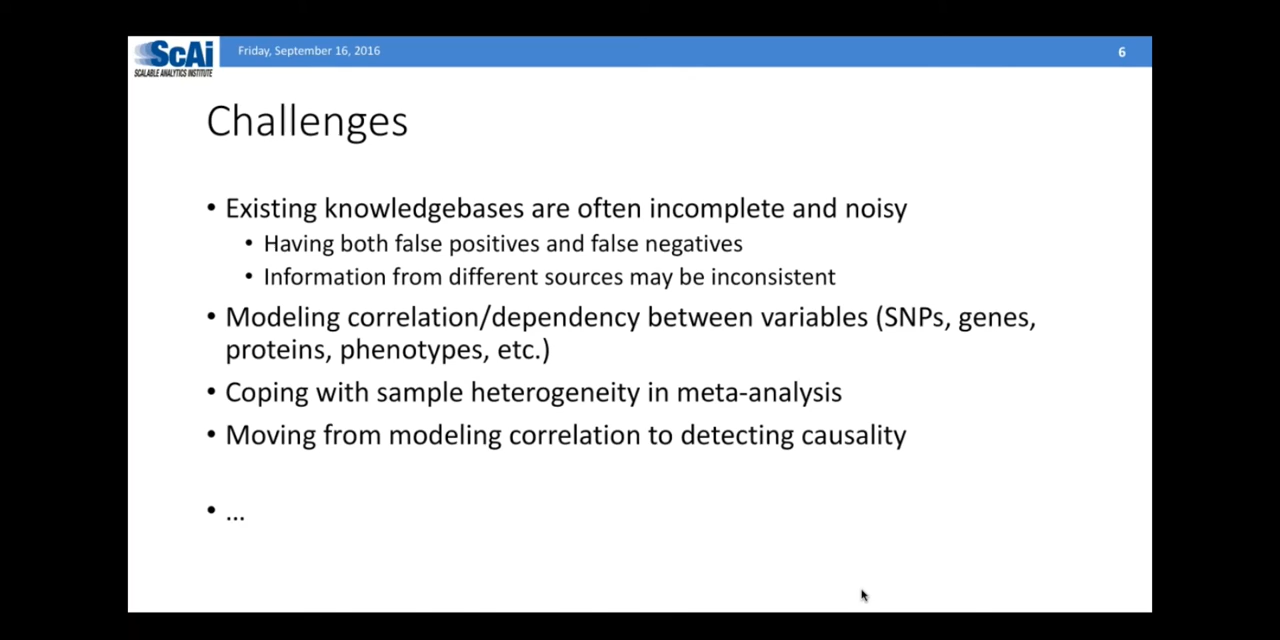 ScAi
SCALABLE ANALYTICS INSTITUTE
Friday, September 16, 2016
6
Challenges
• Existing knowledgebases are often incomplete and noisy
• Having both false positives and false negatives
• Information from different sources may be inconsistent
• Modeling correlation/dependency between variables (SNPs, genes,
proteins, phenotypes, etc.)
• Coping with sample heterogeneity in meta-analysis
• Moving from modeling correlation to detecting causality
• ...